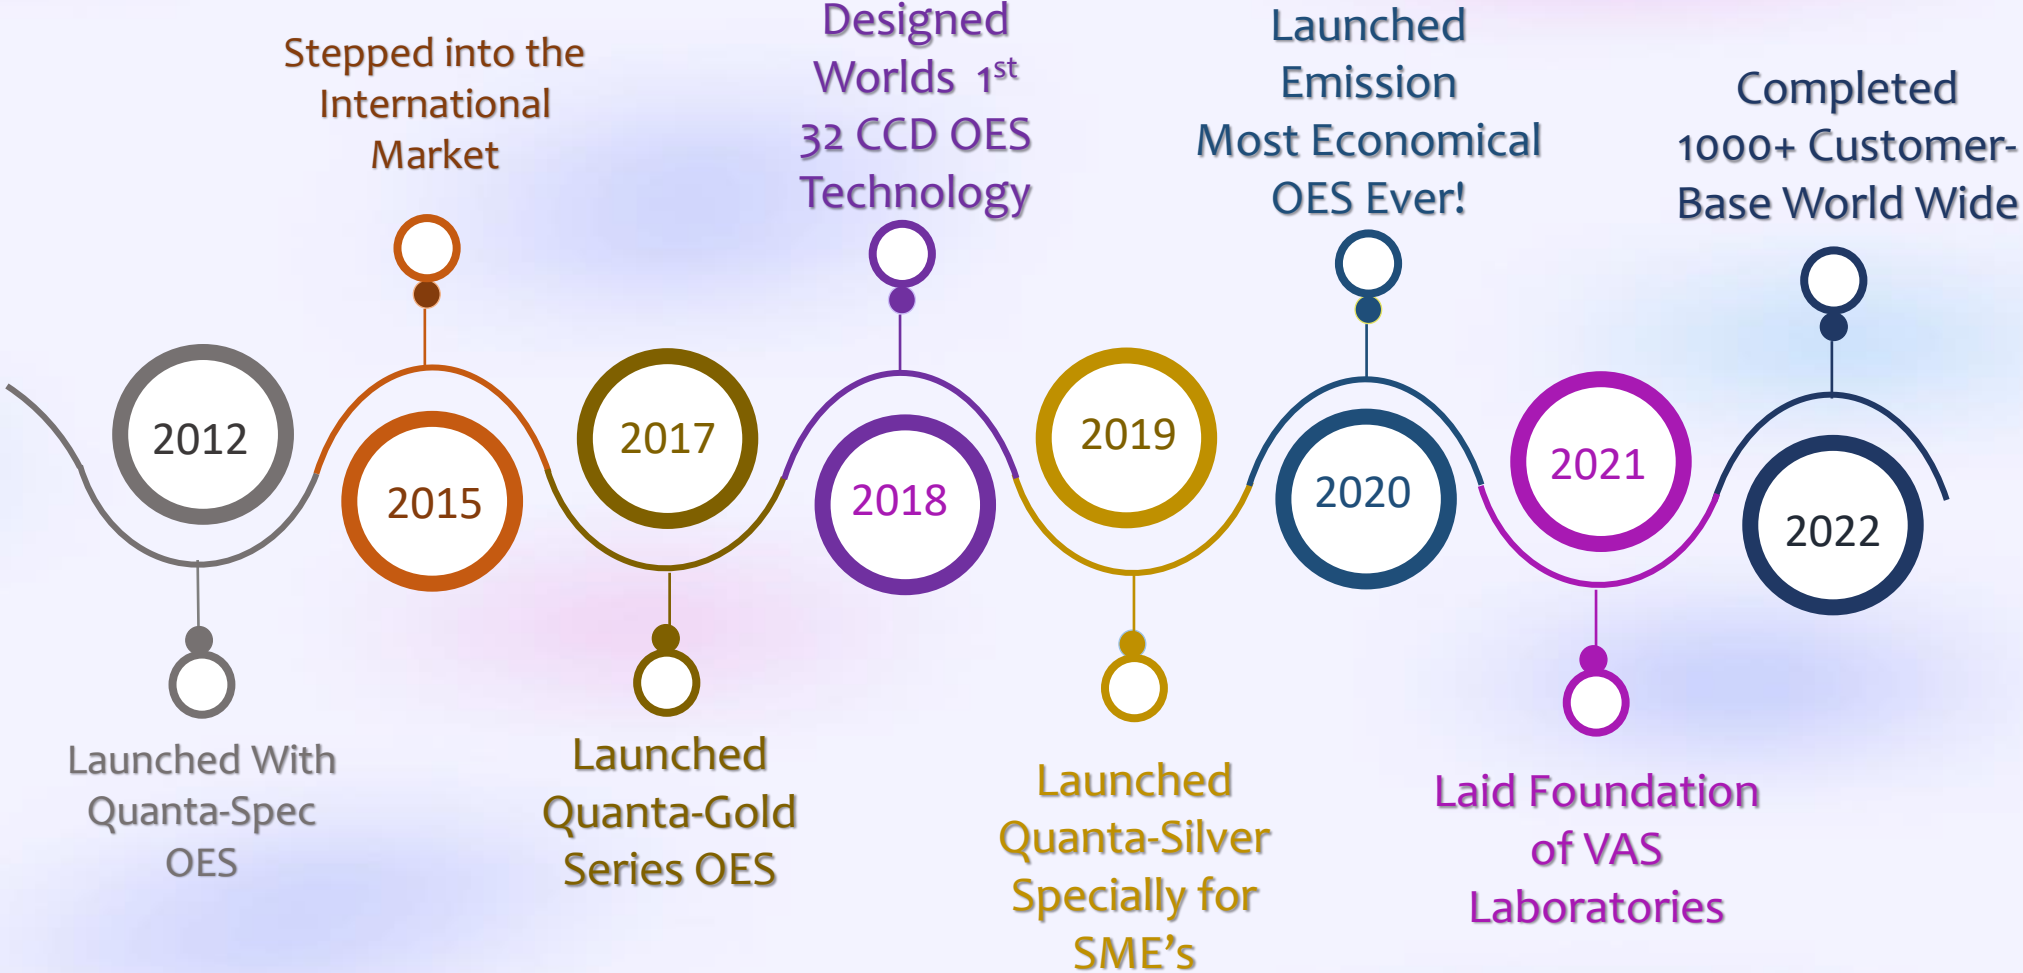 2012
Launched With
Quanta-Spec
OES
Stepped into the
International
Market
2015
2017
Launched
Quanta-Gold
Series OES
Designed
Worlds 1st
32 CCD OES
Technology
2018
2019
Launched
Quanta-Silver
Specially for
SME’s
Launched
Emission
Most Economical
OES Ever!
2020
2021
Laid Foundation
of VAS
Laboratories
Completed
1000+ Customer-
Base World Wide
2022